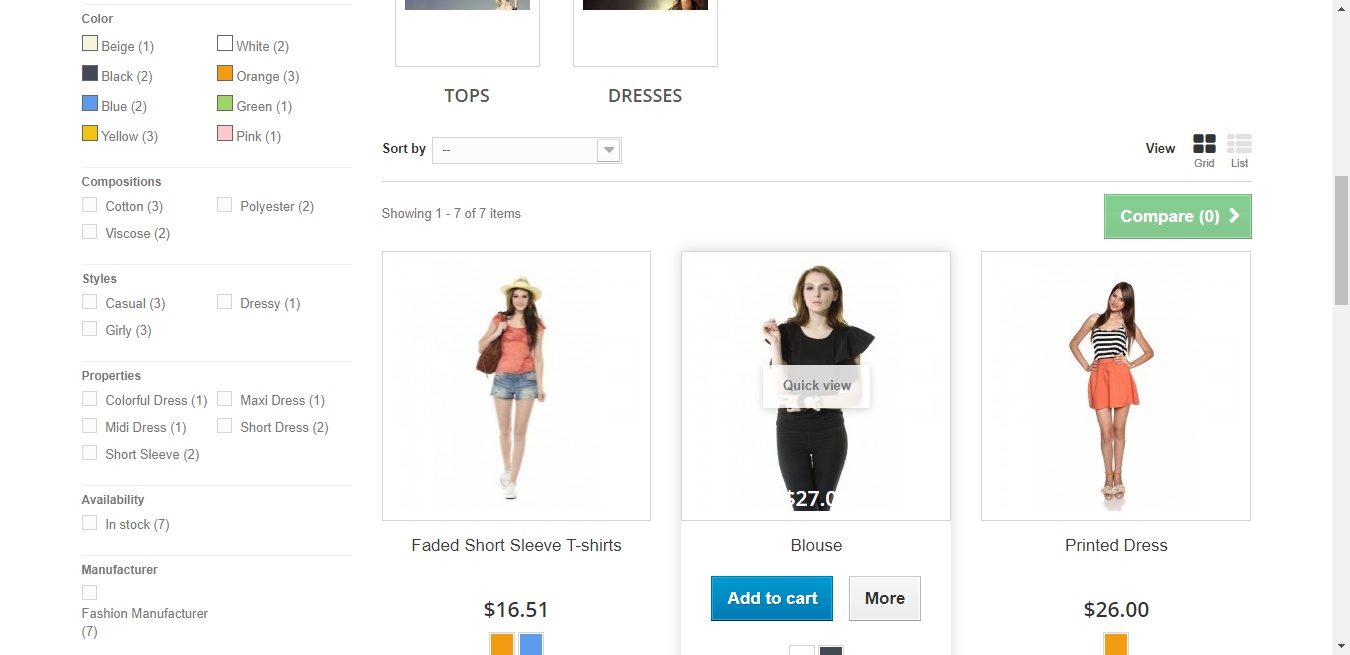 Color
Beige (1)
White (2)
Black (2)
Orange (3)
Blue (2)
Green (1)
Yellow (3)
Pink (1)
Compositions
Cotton (3)
Polyester (2)
Viscose (2)
Styles
Casual (3)
Dressy (1)
Girly (3)
Properties
Colorful Dress (1)
Maxi Dress (1)
Midi Dress (1)
Short Dress (2)
Short Sleeve (2)
Availability
In stock (7)
Manufacturer
Fashion Manufacturer
(7)
TOPS
DRESSES
Sort by
--
View
Grid
List
Showing 1 - 7 of 7 items
Compare (0)
Faded Short Sleeve T-shirts
$16.51
Quick view
Blouse
Add to cart
More
Printed Dress
$26.00